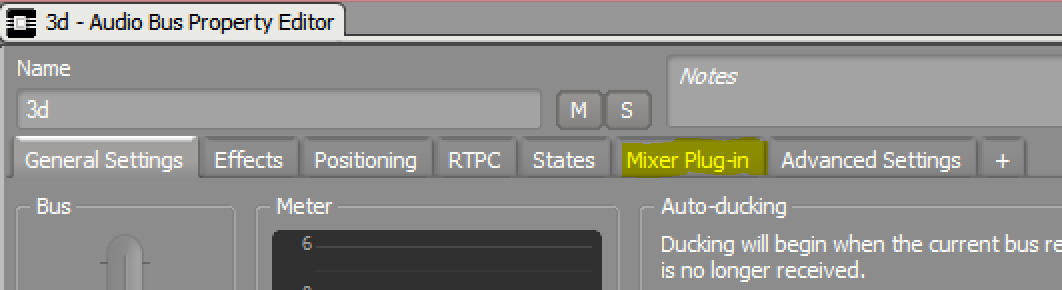 3d - Audio Bus Property Editor
Name
Notes
3d
M
S
General Settings
Effects
Positioning
RTPC
States
Mixer Plug-in
Advanced Settings
+
Bus
Meter
Auto-ducking
6
Ducking will begin when the current bus re
is no longer received.